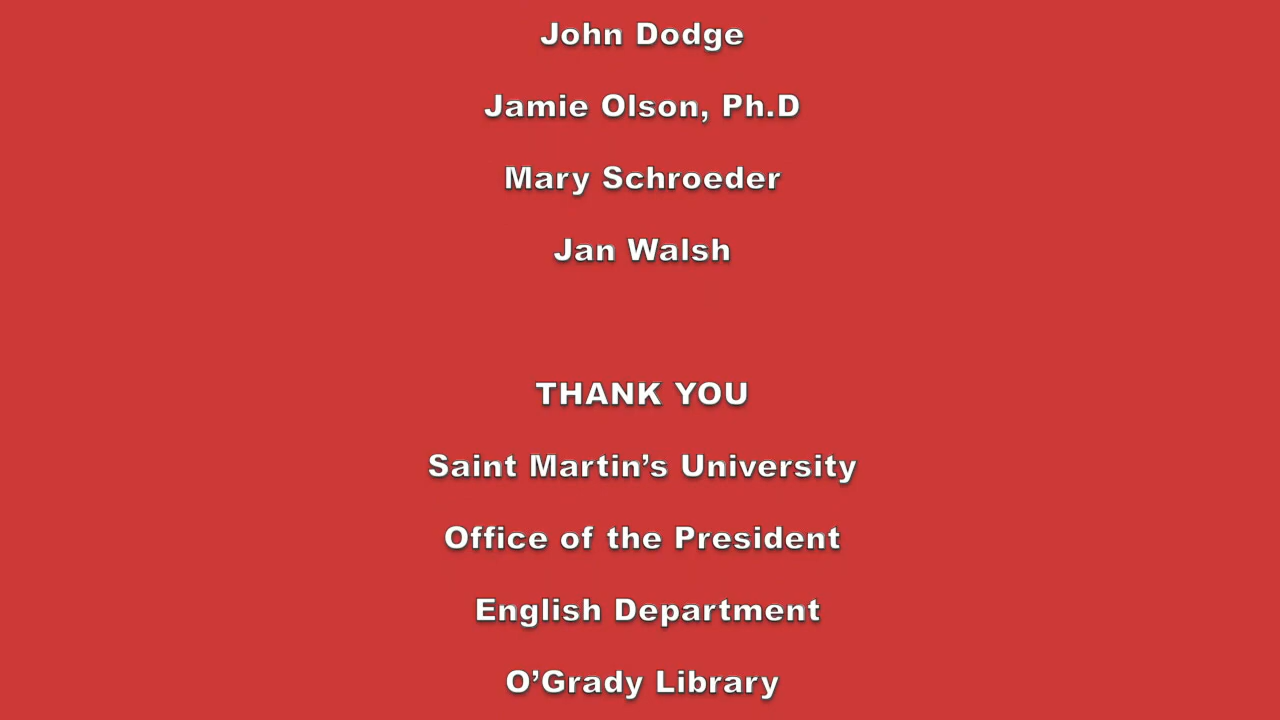 John Dodge
Jamie Olson, Ph.D
Mary Schroeder
Jan Walsh
THANK YOU
Saint Martin’s University
Office of the President
English Department
O’Grady Library